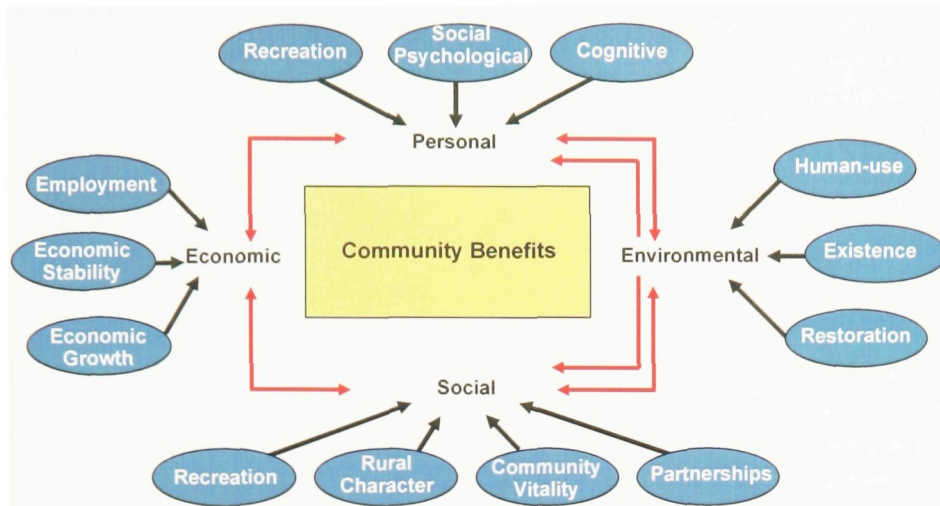 Recreation
Social
Psychological
Cognitive
Personal
Employment
Economic
Stability
Economic
Growth
Economic
Community Benefits
Environmental
Human-use
Existence
Restoration
Social
Recreation
Rural
Character
Community
Vitality
Partnerships